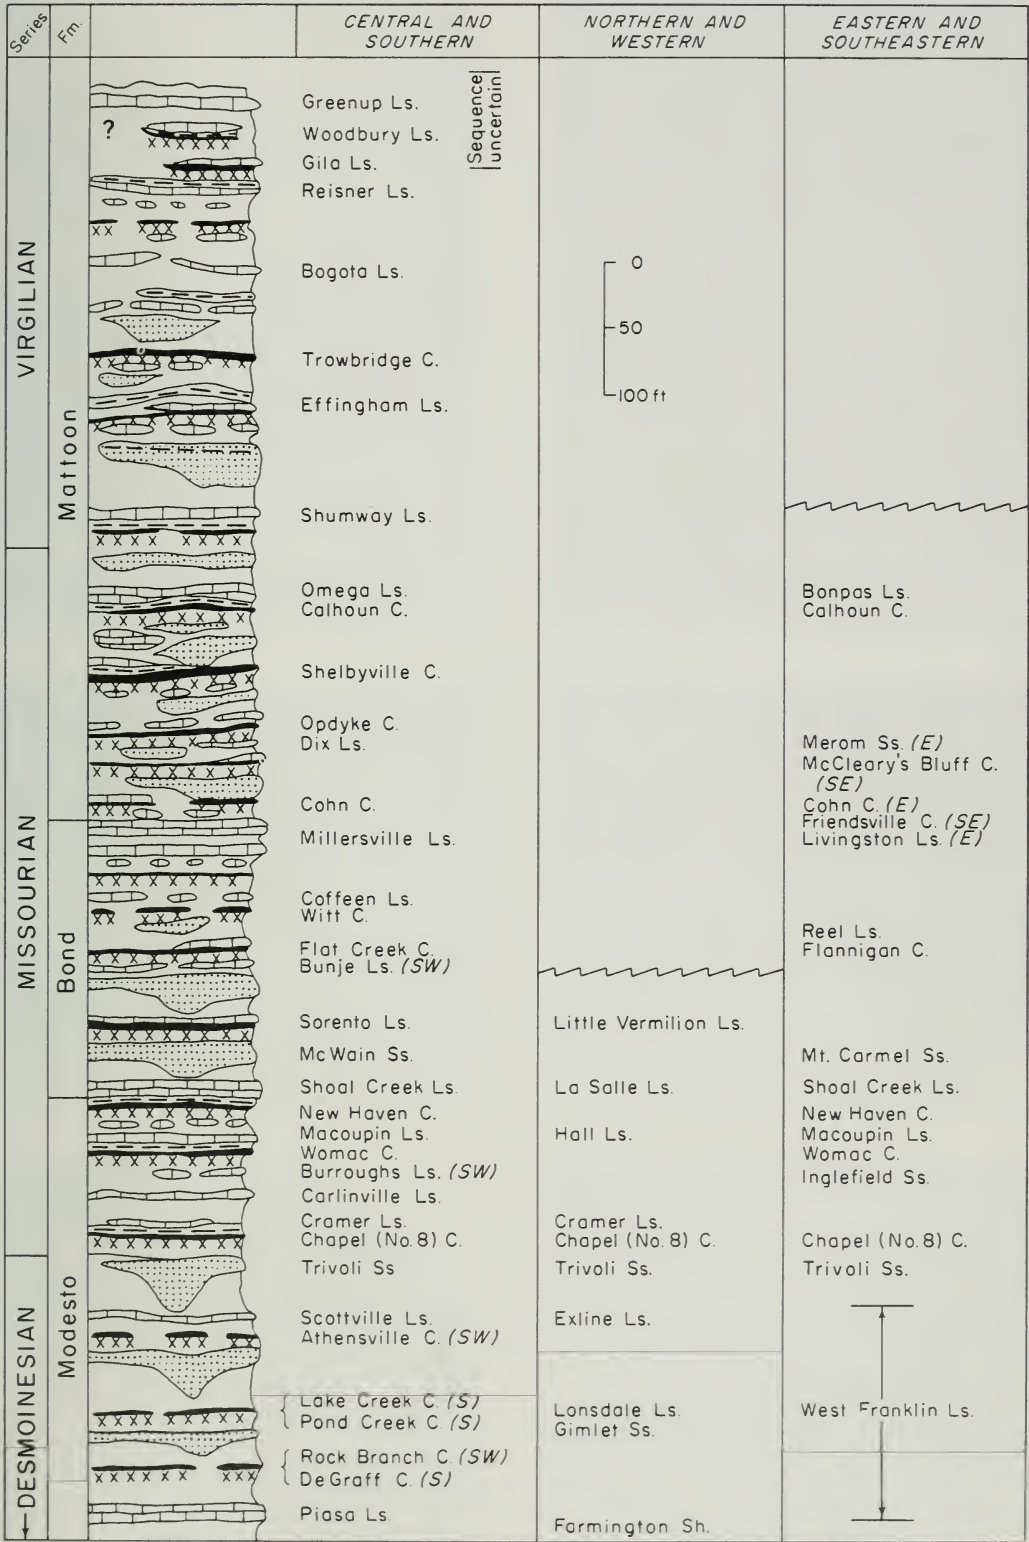 Series
Fm.
CENTRAL AND
SOUTHERN
NORTHERN AND
WESTERN
EASTERN AND
SOUTHEASTERN
VIRGILIAN
MISSOURIAN
DESMOINESIAN
Mattoon
Bond
Modesto
?
Sequence
uncertain
Greenup Ls.
Woodbury Ls.
Gila Ls.
Reisner Ls.
Bogota Ls.
Trowbridge C.
Effingham Ls.
Shumway Ls.
Omega Ls.
Calhoun C.
Shelbyville C.
Opdyke C.
Dix Ls.
Cohn C.
Millersville Ls.
Coffeen Ls.
Witt C.
Flat Creek C.
Bunje Ls. (SW)
Sorento Ls.
McWain Ss.
Shoal Creek Ls.
New Haven C.
Macoupin Ls.
Womac C.
Burroughs Ls. (SW)
Carlinville Ls.
Cramer Ls.
Chapel (No. 8) C.
Trivoli Ss
Scottville Ls.
Athensville C. (SW)
Lake Creek C. (S)
Pond Creek C. (S)
Rock Branch C. (SW)
DeGraff C. (S)
Piasa Ls.
0
50
100 ft
Little Vermilion Ls.
La Salle Ls.
Hall Ls.
Cramer Ls.
Chapel (No. 8) C.
Trivoli Ss.
Exline Ls.
Lonsdale Ls.
Gimlet Ss.
Farmington Sh.
Bonpas Ls.
Calhoun C.
Merom Ss. (E)
McCleary's Bluff C.
(SE)
Cohn C. (E)
Friendsville C. (SE)
Livingston Ls. (E)
Reel Ls.
Flannigan C.
Mt. Carmel Ss.
Shoal Creek Ls.
New Haven C.
Macoupin Ls.
Womac C.
Inglefield Ss.
Chapel (No. 8) C.
Trivoli Ss.
West Franklin Ls.